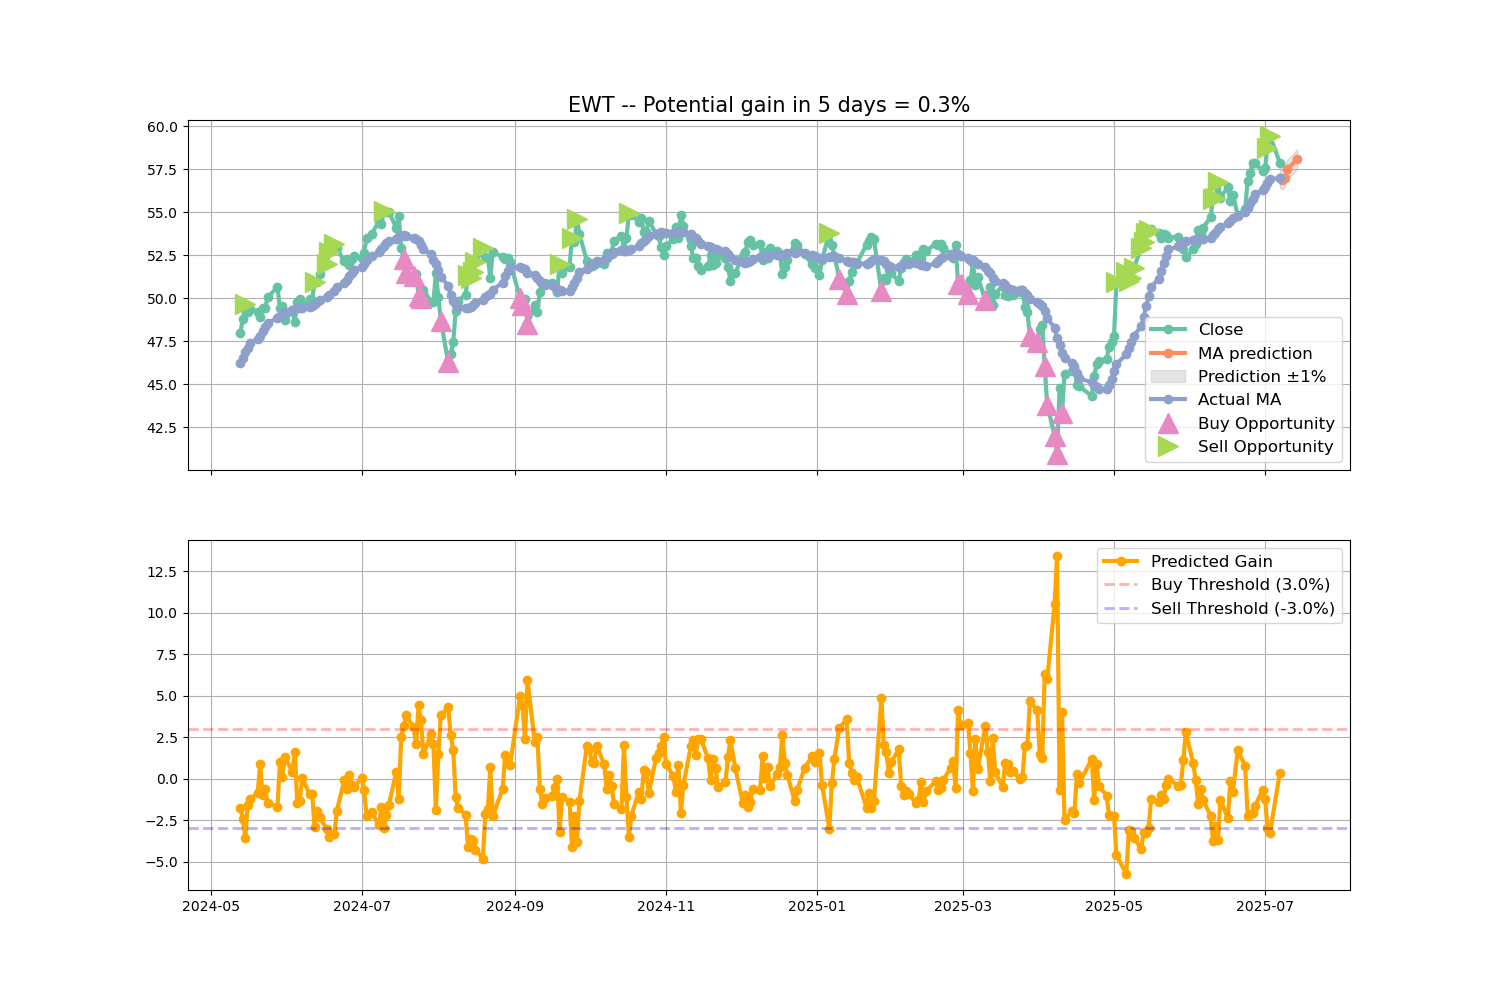 EWT -- Potential gain in 5 days = 0.3%
60.0
57.5
55.0
52.5
50.0
47.5
45.0
42.5
Close
MA prediction
Prediction ±1%
Actual MA
Buy Opportunity
Sell Opportunity
12.5
10.0
7.5
5.0
2.5
0.0
−2.5
−5.0
Predicted Gain
Buy Threshold (3.0%)
Sell Threshold (-3.0%)
2024-05
2024-07
2024-09
2024-11
2025-01
2025-03
2025-05
2025-07